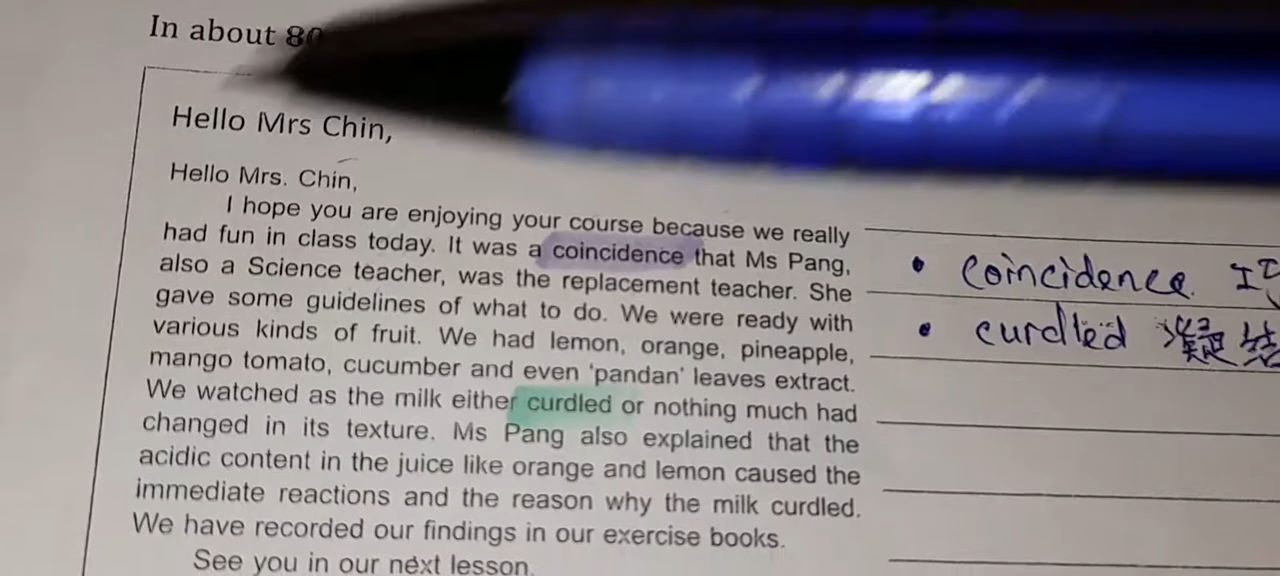 In about 80
Hello Mrs Chin,
Hello Mrs. Chin,
I hope you are enjoying your course because we really
had fun in class today. It was a coincidence that Ms Pang,
also a Science teacher, was the replacement teacher. She
gave some guidelines of what to do. We were ready with
various kinds of fruit. We had lemon, orange, pineapple,
mango tomato, cucumber and even ‘pandan’ leaves extract.
We watched as the milk either curdled or nothing much had
changed in its texture. Ms Pang also explained that the
acidic content in the juice like orange and lemon caused the
immediate reactions and the reason why the milk curdled.
We have recorded our findings in our exercise books.
See you in our next lesson.
• coincidence
• curdled 凝结